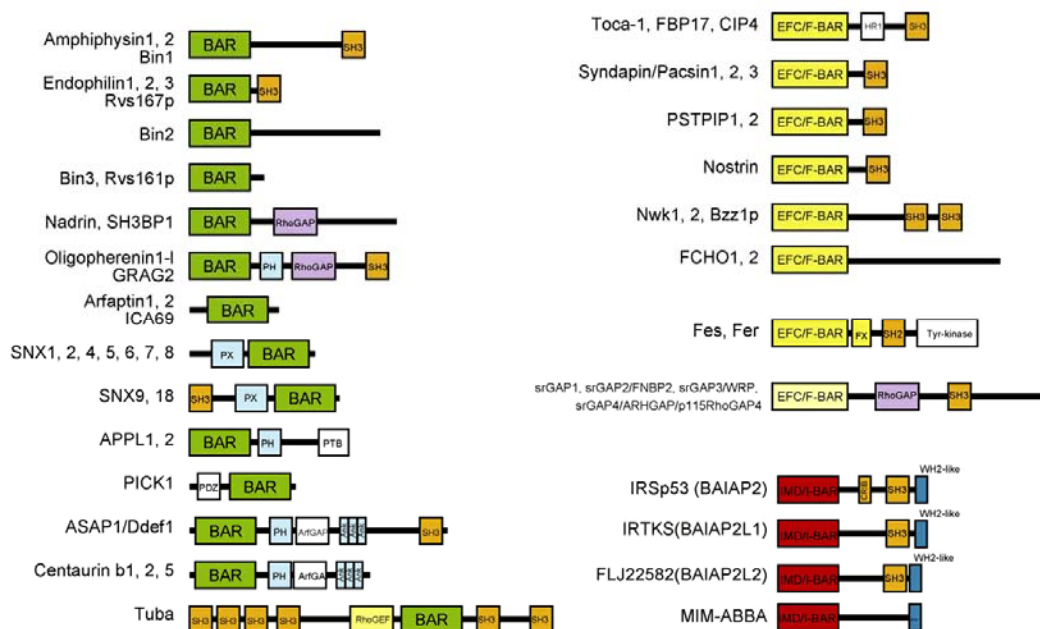 Amphiphysin1, 2
Bin1
BAR SH3
Endophilin1, 2, 3
Rvs167p
BAR SH3
Bin2
BAR
Bin3, Rvs161p
BAR
Nadrin, SH3BP1
BAR RhoGAP
Oligopherenin1-l
GRAG2
BAR PH RhoGAP SH3
Arfaptin1, 2
ICA69
BAR
SNX1, 2, 4, 5, 6, 7, 8
PX BAR
SNX9, 18
SH3 PX BAR
APPL1, 2
BAR PH PTB
PICK1
PDZ BAR
ASAP1/Ddef1
BAR PH ArfGAP Ank Ank Ank SH3
Centaurin b1, 2, 5
BAR PH ArfGA Ank Ank Ank
Tuba
SH3 SH3 SH3 SH3 RhoGEF BAR SH3 SH3
Toca-1, FBP17, CIP4
EFC/F-BAR HR1 SH3
Syndapin/Pacsin1, 2, 3
EFC/F-BAR SH3
PSTPIP1, 2
EFC/F-BAR SH3
Nostrin
EFC/F-BAR SH3
Nwk1, 2, Bzz1p
EFC/F-BAR SH3 SH3
FCHO1, 2
EFC/F-BAR
Fes, Fer
EFC/F-BAR FX SH2 Tyr-kinase
srGAP1, srGAP2/FNBP2, srGAP3/WRP,
srGAP4/ARHGAP/p115RhoGAP4
EFC/F-BAR RhoGAP SH3
WH2-like
IRSp53 (BAIAP2)
IMD/I-BAR CRIB SH3
WH2-like
IRTKS(BAIAP2L1)
IMD/I-BAR SH3
WH2-like
FLJ22582(BAIAP2L2)
IMD/I-BAR SH3
MIM-ABBA
IMD/I-BAR